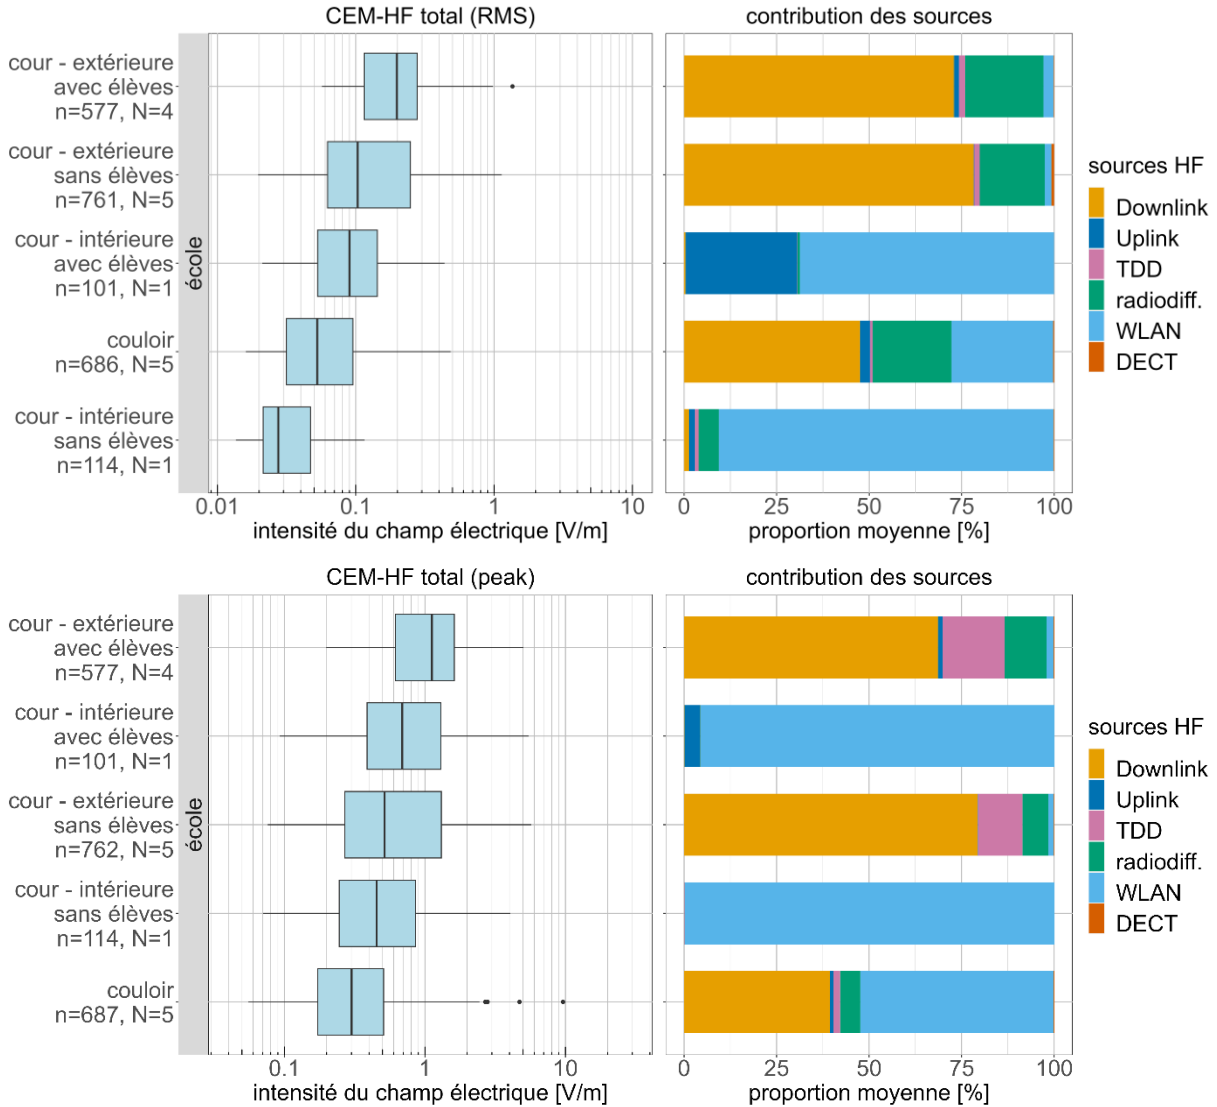 CEM-HF total (RMS)
contribution des sources
cour - extérieure
avec élèves
n=577, N=4
cour - extérieure
sans élèves
n=761, N=5
cour - intérieure
avec élèves
n=101, N=1
couloir
n=686, N=5
cour - intérieure
sans élèves
n=114, N=1
école
0.01 0.1 1 10
intensité du champ électrique [V/m]
0 25 50 75 100
proportion moyenne [%]
sources HF
Downlink
Uplink
TDD
radiodiff.
WLAN
DECT
CEM-HF total (peak)
contribution des sources
cour - extérieure
avec élèves
n=577, N=4
cour - intérieure
avec élèves
n=101, N=1
cour - extérieure
sans élèves
n=762, N=5
cour - intérieure
sans élèves
n=114, N=1
couloir
n=687, N=5
école
0.1 1 10
intensité du champ électrique [V/m]
0 25 50 75 100
proportion moyenne [%]
sources HF
Downlink
Uplink
TDD
radiodiff.
WLAN
DECT